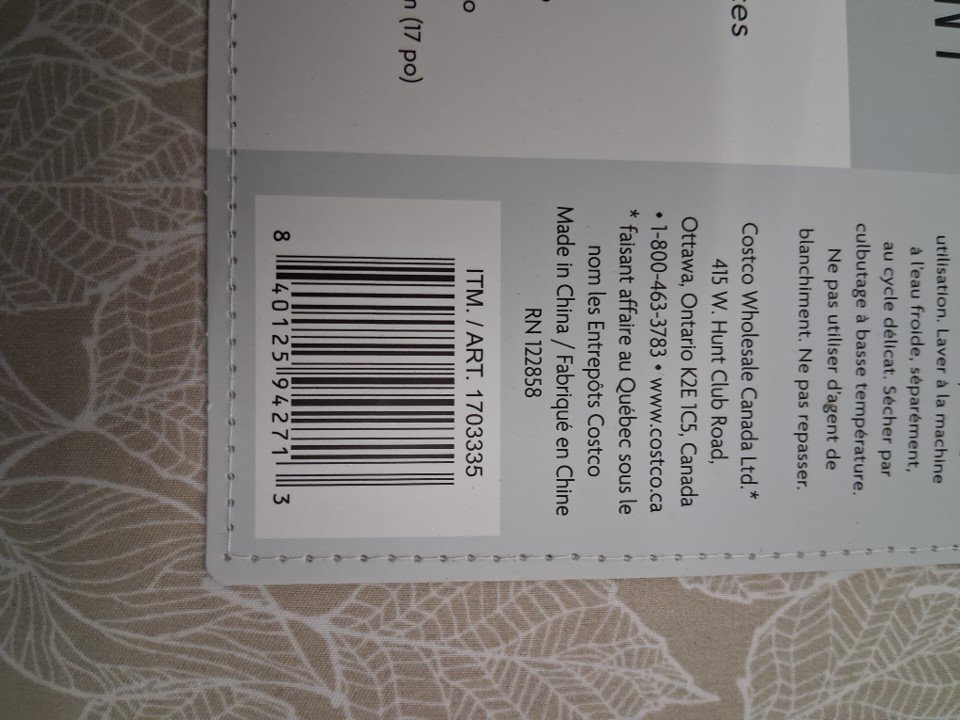 utilisation. Laver à la machine
à l'eau froide, séparément,
au cycle délicat. Sécher par
culbutage à basse température.
Ne pas utiliser d'agent de
blanchiment. Ne pas repasser.
Costco Wholesale Canada Ltd.*
415 W. Hunt Club Road,
Ottawa, Ontario K2E 1C5, Canada
• 1-800-463-3783 • www.costco.ca
* faisant affaire au Québec sous le
nom les Entrepôts Costco
Made in China / Fabriqué en Chine
RN 122858
ITM. / ART. 1703335
8 40125 94271 3
(17 po)